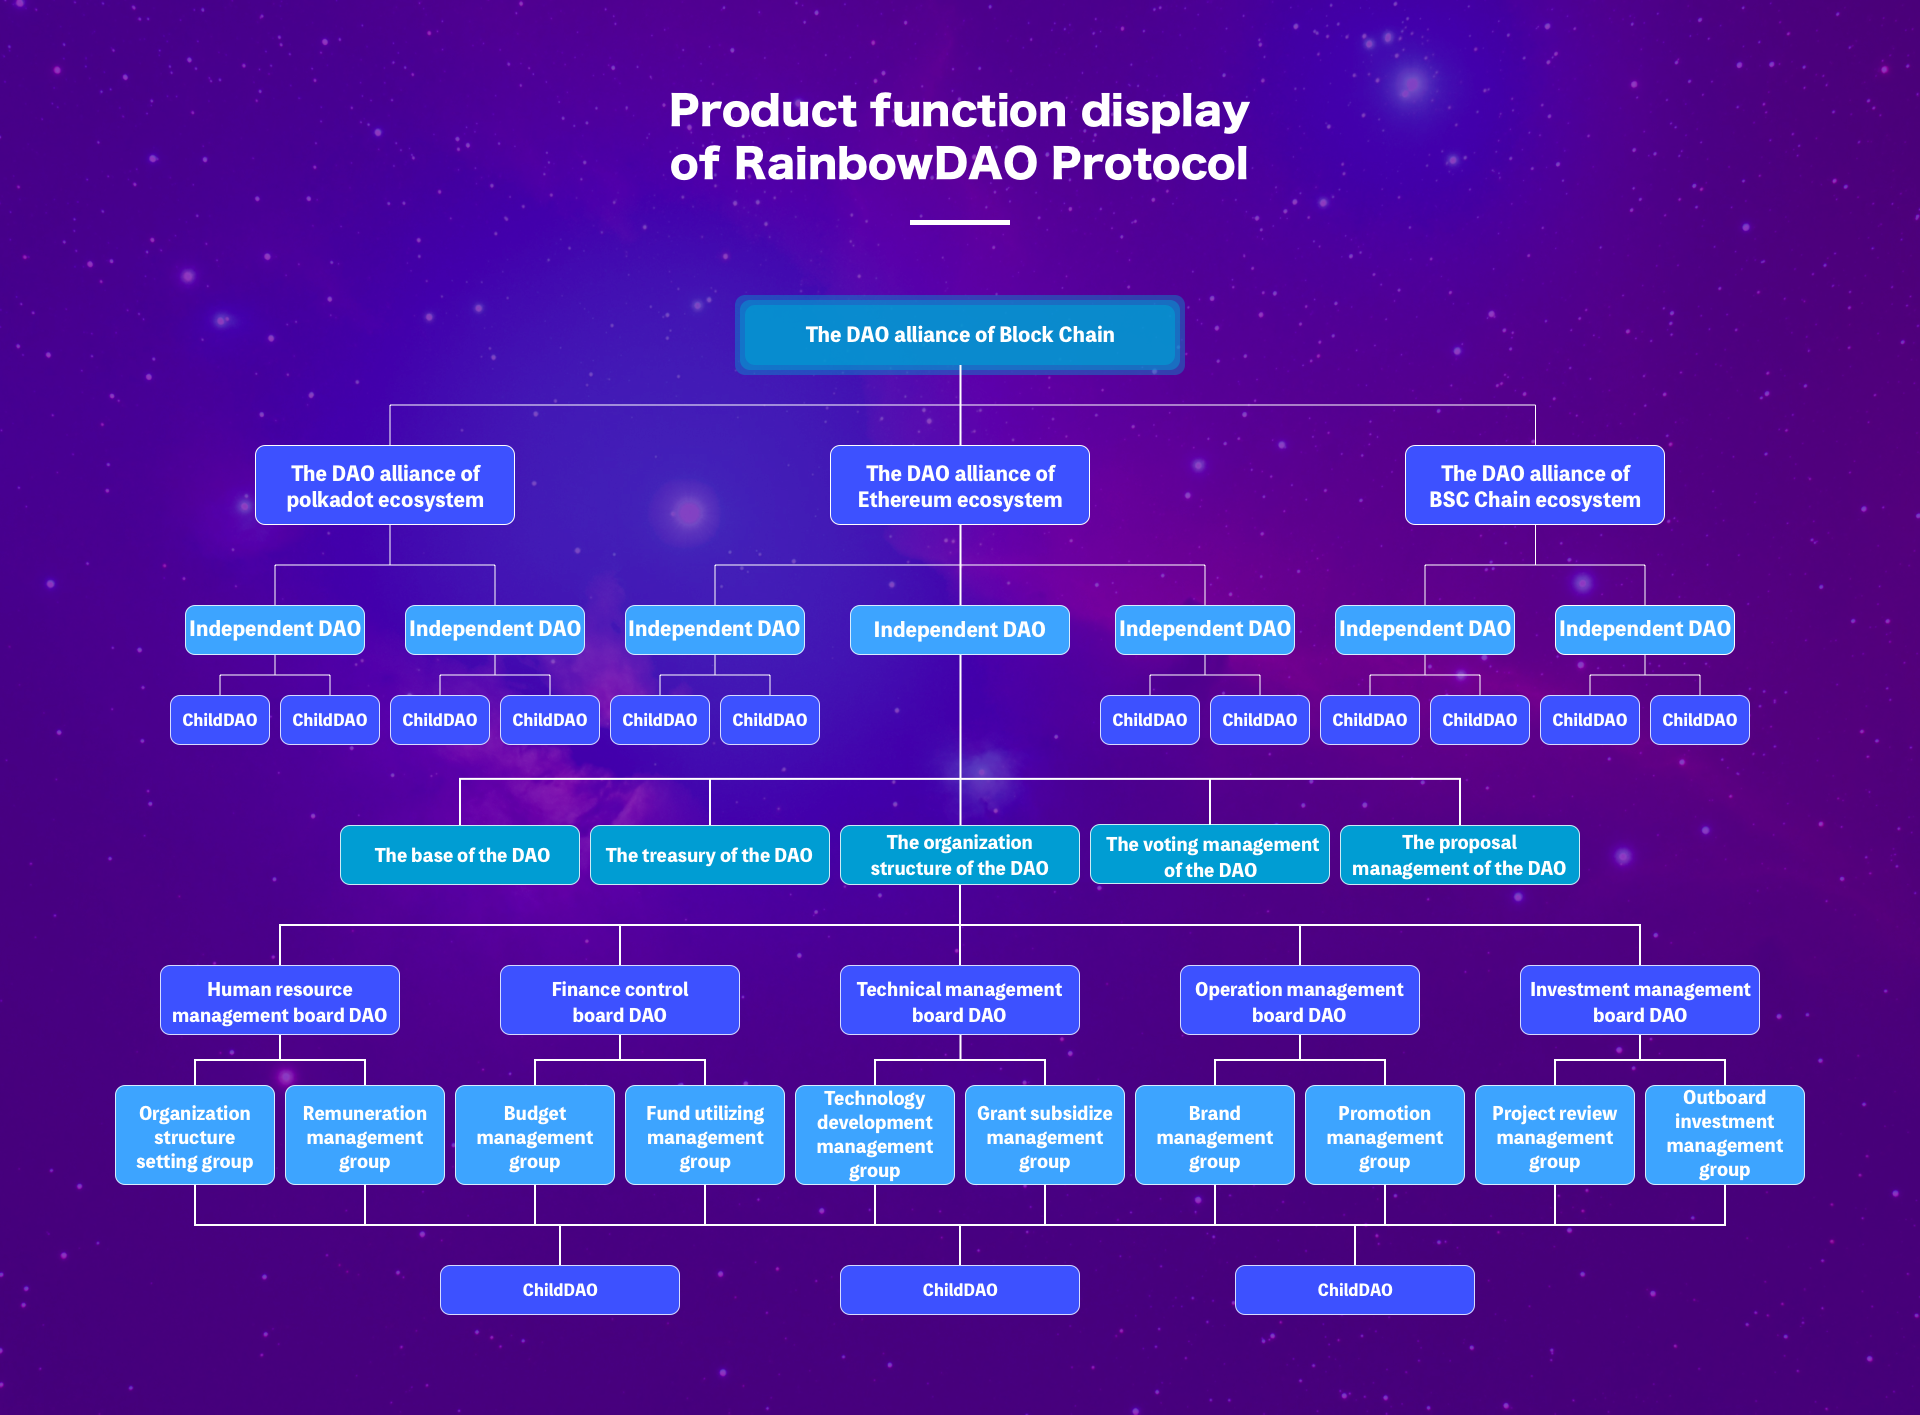 Product function display
of RainbowDAO Protocol
The DAO alliance of Block Chain
The DAO alliance of
polkadot ecosystem
The DAO alliance of
Ethereum ecosystem
The DAO alliance of
BSC Chain ecosystem
Independent DAO
Independent DAO
Independent DAO
Independent DAO
Independent DAO
Independent DAO
Independent DAO
ChildDAO
ChildDAO
ChildDAO
ChildDAO
ChildDAO
ChildDAO
ChildDAO
ChildDAO
ChildDAO
ChildDAO
ChildDAO
ChildDAO
The base of the DAO
The treasury of the DAO
The organization
structure of the DAO
The voting management
of the DAO
The proposal
management of the DAO
Human resource
management board DAO
Finance control
board DAO
Technical management
board DAO
Operation management
board DAO
Investment management
board DAO
Organization
structure
setting group
Remuneration
management
group
Budget
management
group
Fund utilizing
management
group
Technology
development
management
group
Grant subsidize
management
group
Brand
management
group
Promotion
management
group
Project review
management
group
Outboard
investment
management
group
ChildDAO
ChildDAO
ChildDAO